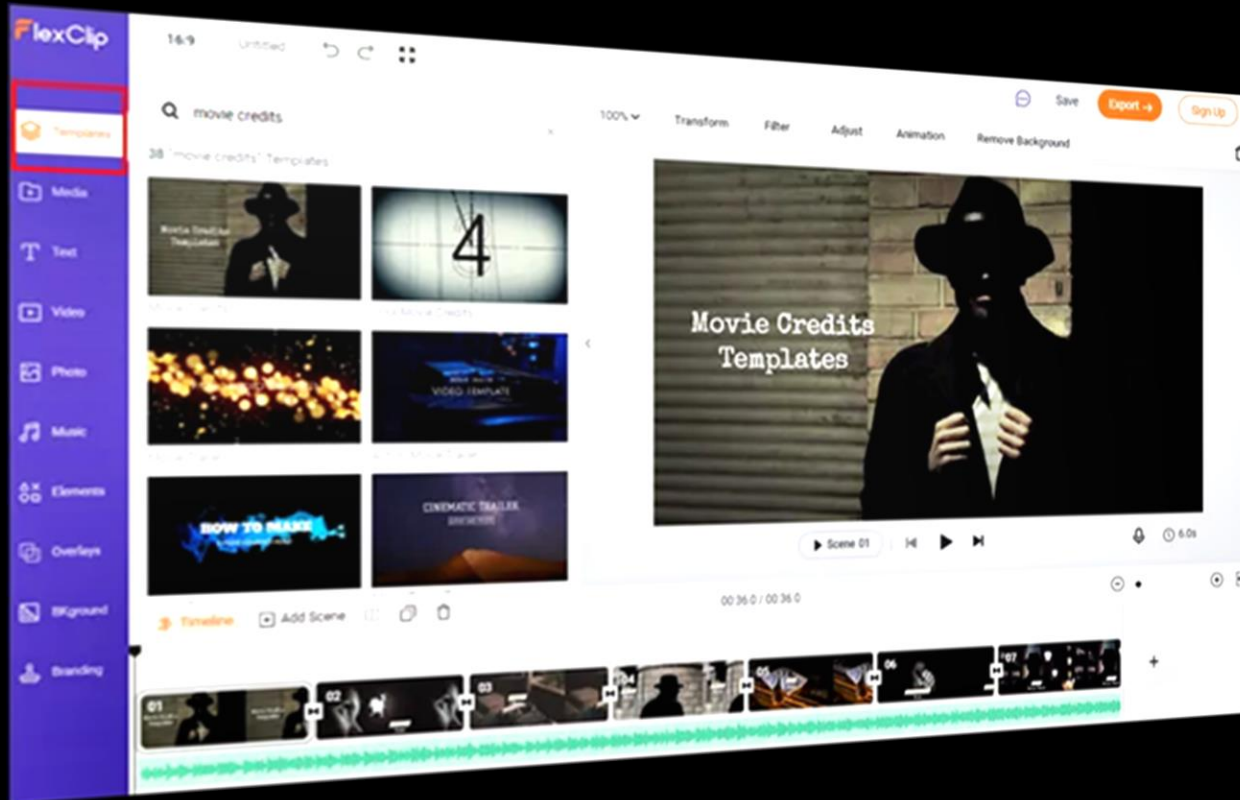 FlexClip
16:9
Untitled
Save
Export →
Sign Up
movie credits
100%
Transform
Filter
Adjust
Animation
Remove Background
38 "movie credits" Templates
Templates
Media
Text
Video
Photo
Music
Elements
Overlays
BKground
Branding
Movie Credits
Templates
4
VIDEO TEMPLATE
HOW TO MAKE
CINEMATIC TRAILER
Movie Credits
Templates
Scene 01
6.0s
Timeline
Add Scene
00:36.0 / 00:36.0
01
02
03
04
05
06
07